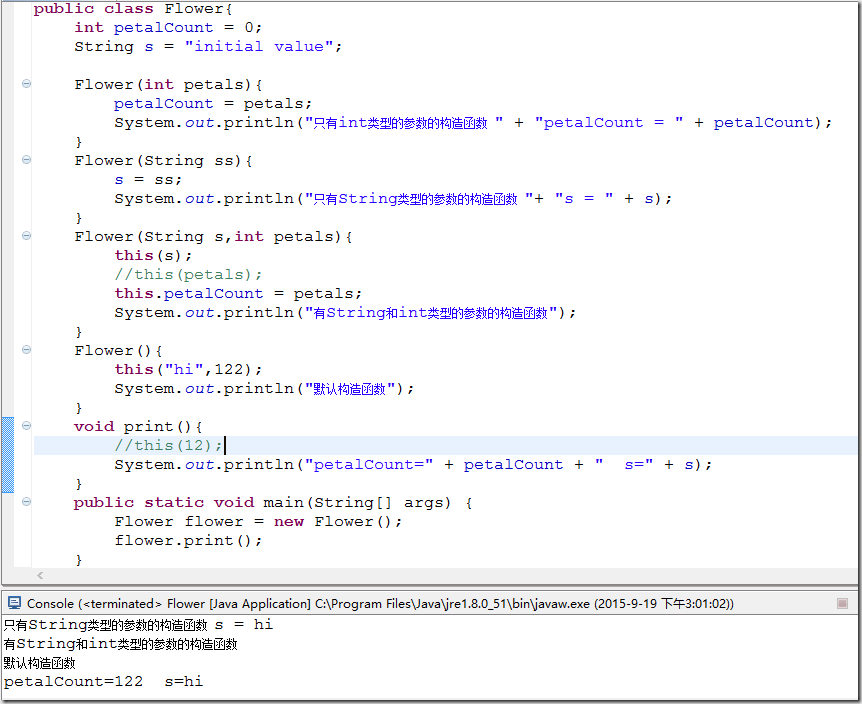 public class Flower{
    int petalCount = 0;
    String s = "initial value";

    Flower(int petals){
        petalCount = petals;
        System.out.println("只有int类型的参数的构造函数 " + "petalCount = " + petalCount);
    }
    Flower(String ss){
        s = ss;
        System.out.println("只有String类型的参数的构造函数 "+ "s = " + s);
    }
    Flower(String s,int petals){
        this(s);
        //this(petals);
        this.petalCount = petals;
        System.out.println("有String和int类型的参数的构造函数");
    }
    Flower(){
        this("hi",122);
        System.out.println("默认构造函数");
    }
    void print(){
        //this(12);
        System.out.println("petalCount=" + petalCount + "  s=" + s);
    }
    public static void main(String[] args) {
        Flower flower = new Flower();
        flower.print();
    }
Console (<terminated> Flower [Java Application] C:\Program Files\Java\jre1.8.0_51\bin\javaw.exe (2015-9-19 下午3:01:02))
只有String类型的参数的构造函数 s = hi
有String和int类型的参数的构造函数
默认构造函数
petalCount=122  s=hi